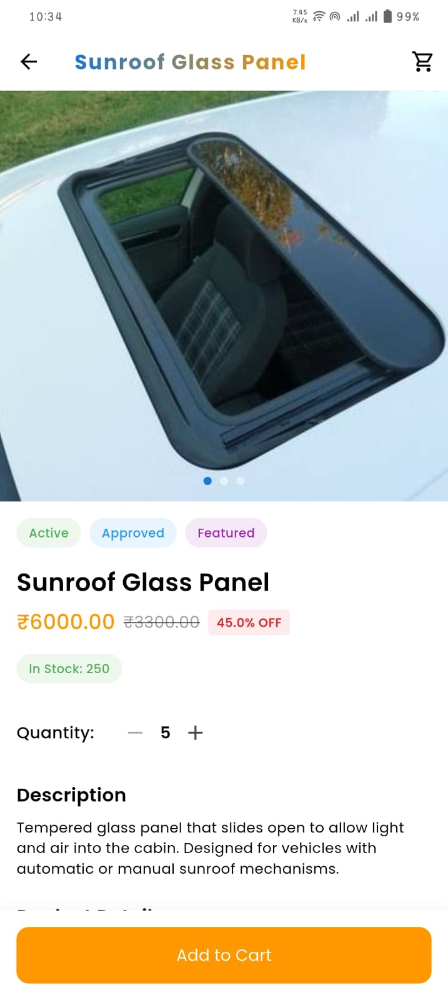 10:34
7.45
KB/s
99%
Sunroof Glass Panel
Active Approved Featured
Sunroof Glass Panel
₹6000.00 ₹3300.00 45.0% OFF
In Stock: 250
Quantity: — 5 +
Description
Tempered glass panel that slides open to allow light
and air into the cabin. Designed for vehicles with
automatic or manual sunroof mechanisms.
Add to Cart